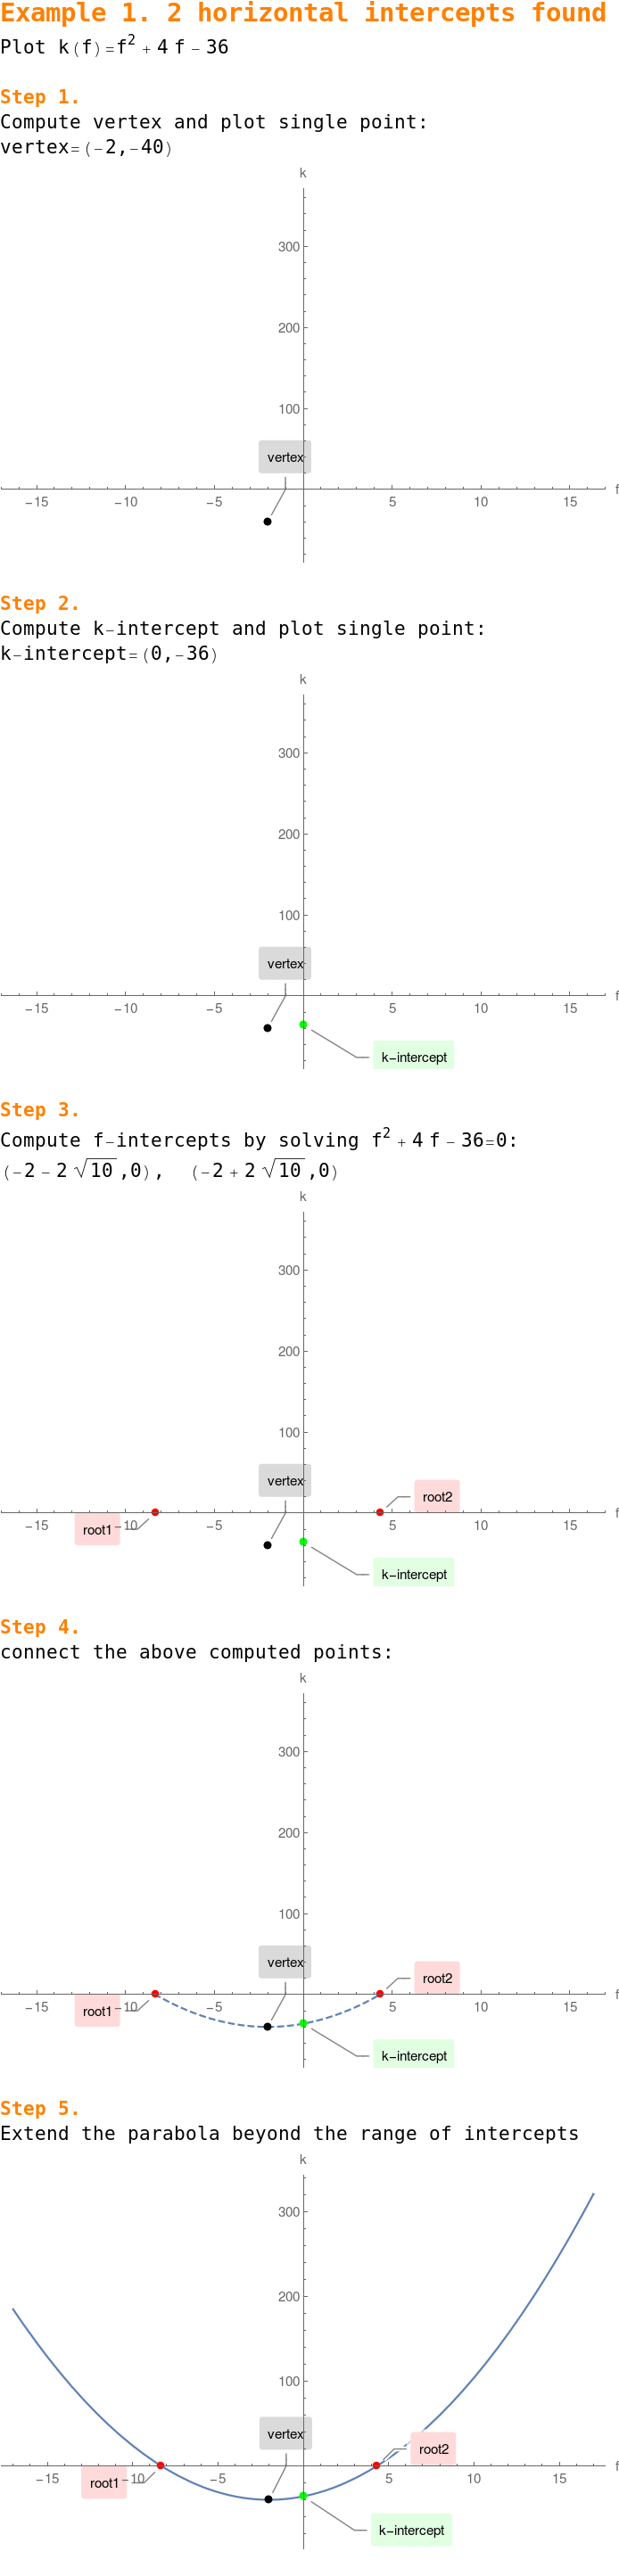 Example 1. 2 horizontal intercepts found
Plot k(f)=f² + 4 f − 36
Step 1.
Compute vertex and plot single point:
vertex=(−2,−40)
k
300
200
100
vertex
−15 −10 −5 5 10 15 f
Step 2.
Compute k−intercept and plot single point:
k−intercept=(0,−36)
k
300
200
100
vertex
−15 −10 −5 5 10 15 f
k−intercept
Step 3.
Compute f−intercepts by solving f² + 4 f − 36=0:
(−2 − 2 √10 ,0), (−2 + 2 √10 ,0)
k
300
200
100
vertex
root2
−15 −10 −5 5 10 15 f
root1
k−intercept
Step 4.
connect the above computed points:
k
300
200
100
vertex
root2
−15 −10 −5 5 10 15 f
root1
k−intercept
Step 5.
Extend the parabola beyond the range of intercepts
k
300
200
100
vertex
root2
−15 −10 −5 5 10 15 f
root1
k−intercept